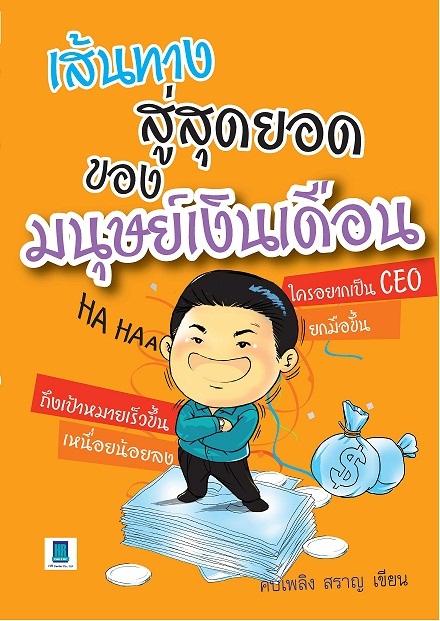 เส้นทาง
สู่สุดยอด
ของ
มนุษย์เงินเดือน
ใครอยากเป็น CEO
ยกมือขึ้น
HA HAA
ถึงเป้าหมายเร็วขึ้น
เหนื่อยน้อยลง
$
HR
คบเพลิง สราญ เขียน